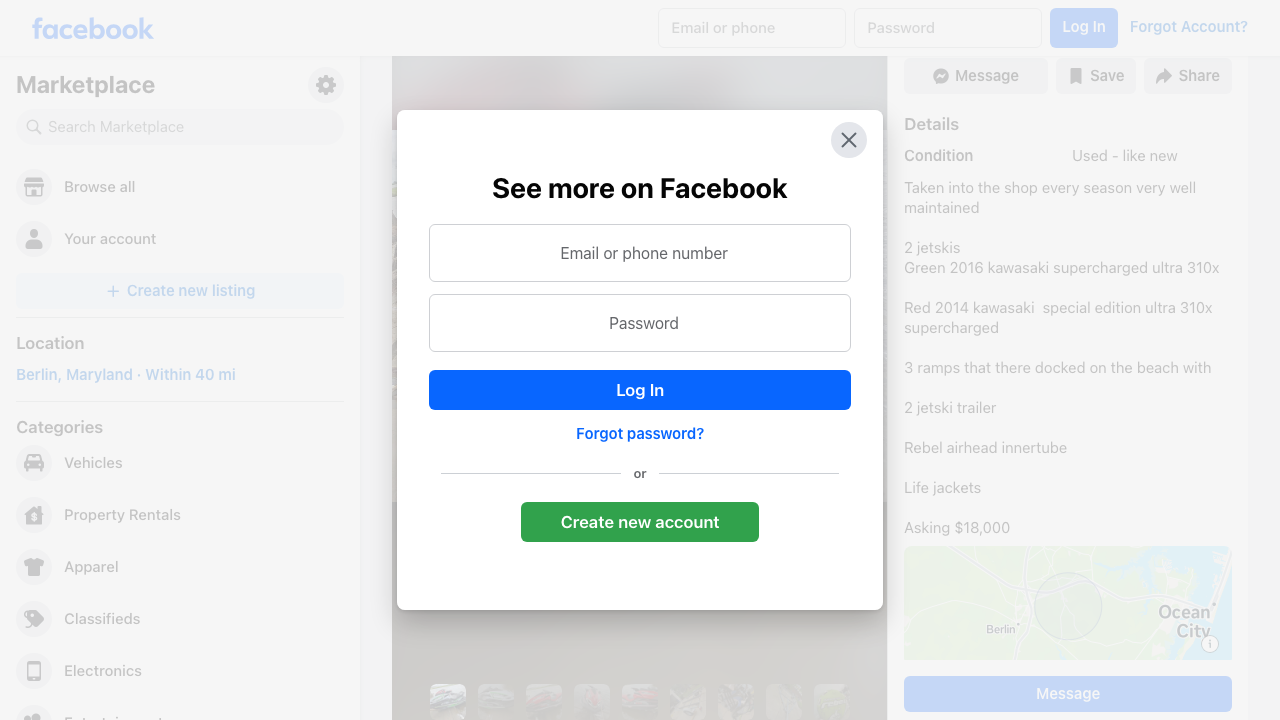 facebook
Email or phone
Password
Log In
Forgot Account?
Marketplace
Search Marketplace
Browse all
Your account
Create new listing
Location
Berlin, Maryland · Within 40 mi
Categories
Vehicles
Property Rentals
Apparel
Classifieds
Electronics
See more on Facebook
Email or phone number
Password
Log In
Forgot password?
or
Create new account
Message
Save
Share
Details
Condition
Used - like new
Taken into the shop every season very well
maintained
2 jetskis
Green 2016 kawasaki supercharged ultra 310x
Red 2014 kawasaki  special edition ultra 310x
supercharged
3 ramps that there docked on the beach with
2 jetski trailer
Rebel airhead innertube
Life jackets
Asking $18,000
Berlin
Ocean
City
Message